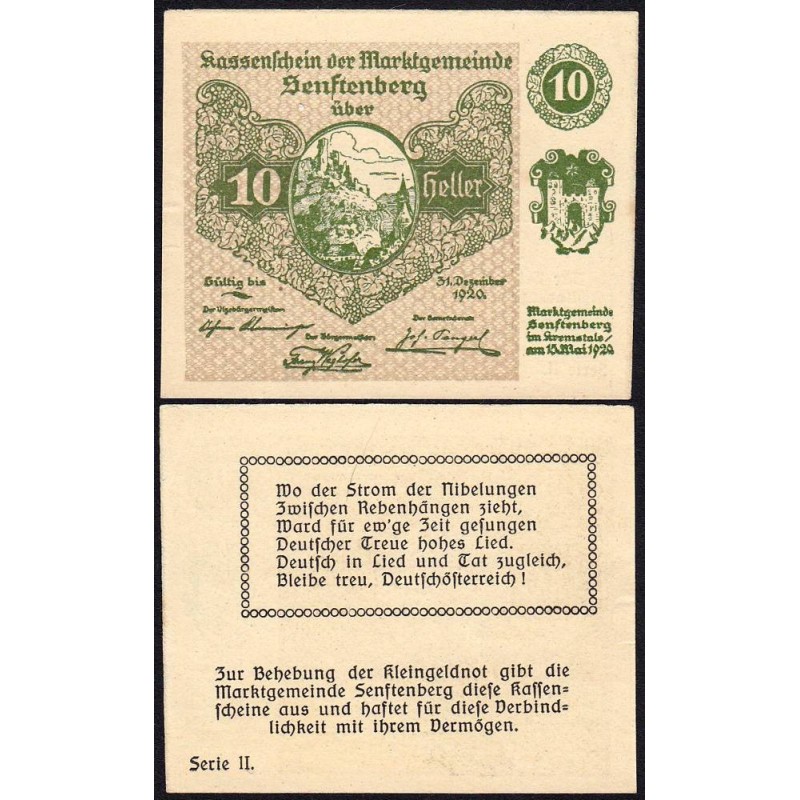 Kassenschein der Marktgemeinde
Senftenberg
über
10 Heller
Gültig bis
31. Dezember
1920.
Der Vizebürgermeister:
Der Bürgermeister:
Der Gemeinderat:
10
Marktgemeinde
Senftenberg
im Kremstale/
am 15. Mai 1920
Wo der Strom der Nibelungen
Zwischen Rebenhängen zieht,
Ward für ew'ge Zeit gesungen
Deutscher Treue hohes Lied.
Deutsch in Lied und Tat zugleich,
Bleibe treu, Deutschösterreich!
Zur Behebung der Kleingeldnot gibt die
Marktgemeinde Senftenberg diese Kassen=
scheine aus und haftet für diese Verbind=
lichkeit mit ihrem Vermögen.
Serie II.